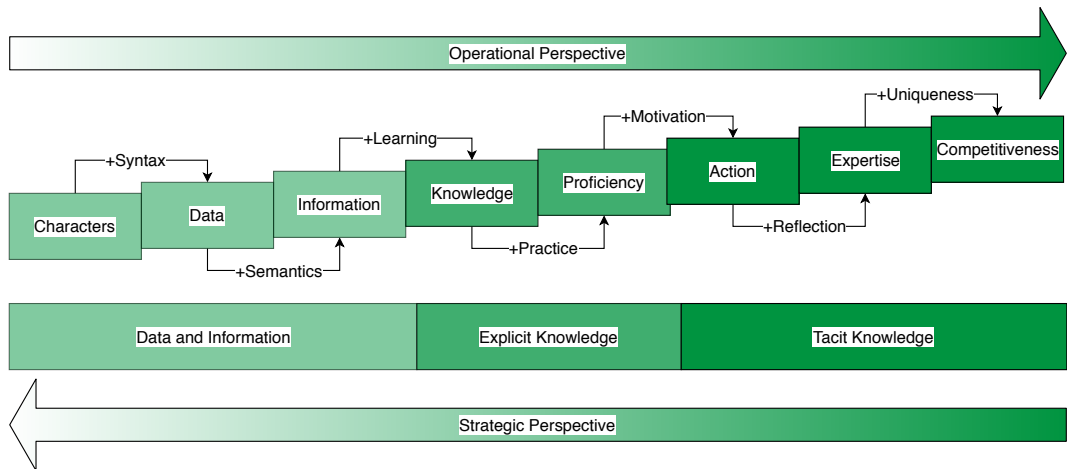 Operational Perspective
+Uniqueness
+Motivation
+Learning
+Syntax
Competitiveness
Expertise
Action
Proficiency
Knowledge
Information
Data
Characters
+Reflection
+Practice
+Semantics
Data and Information
Explicit Knowledge
Tacit Knowledge
Strategic Perspective